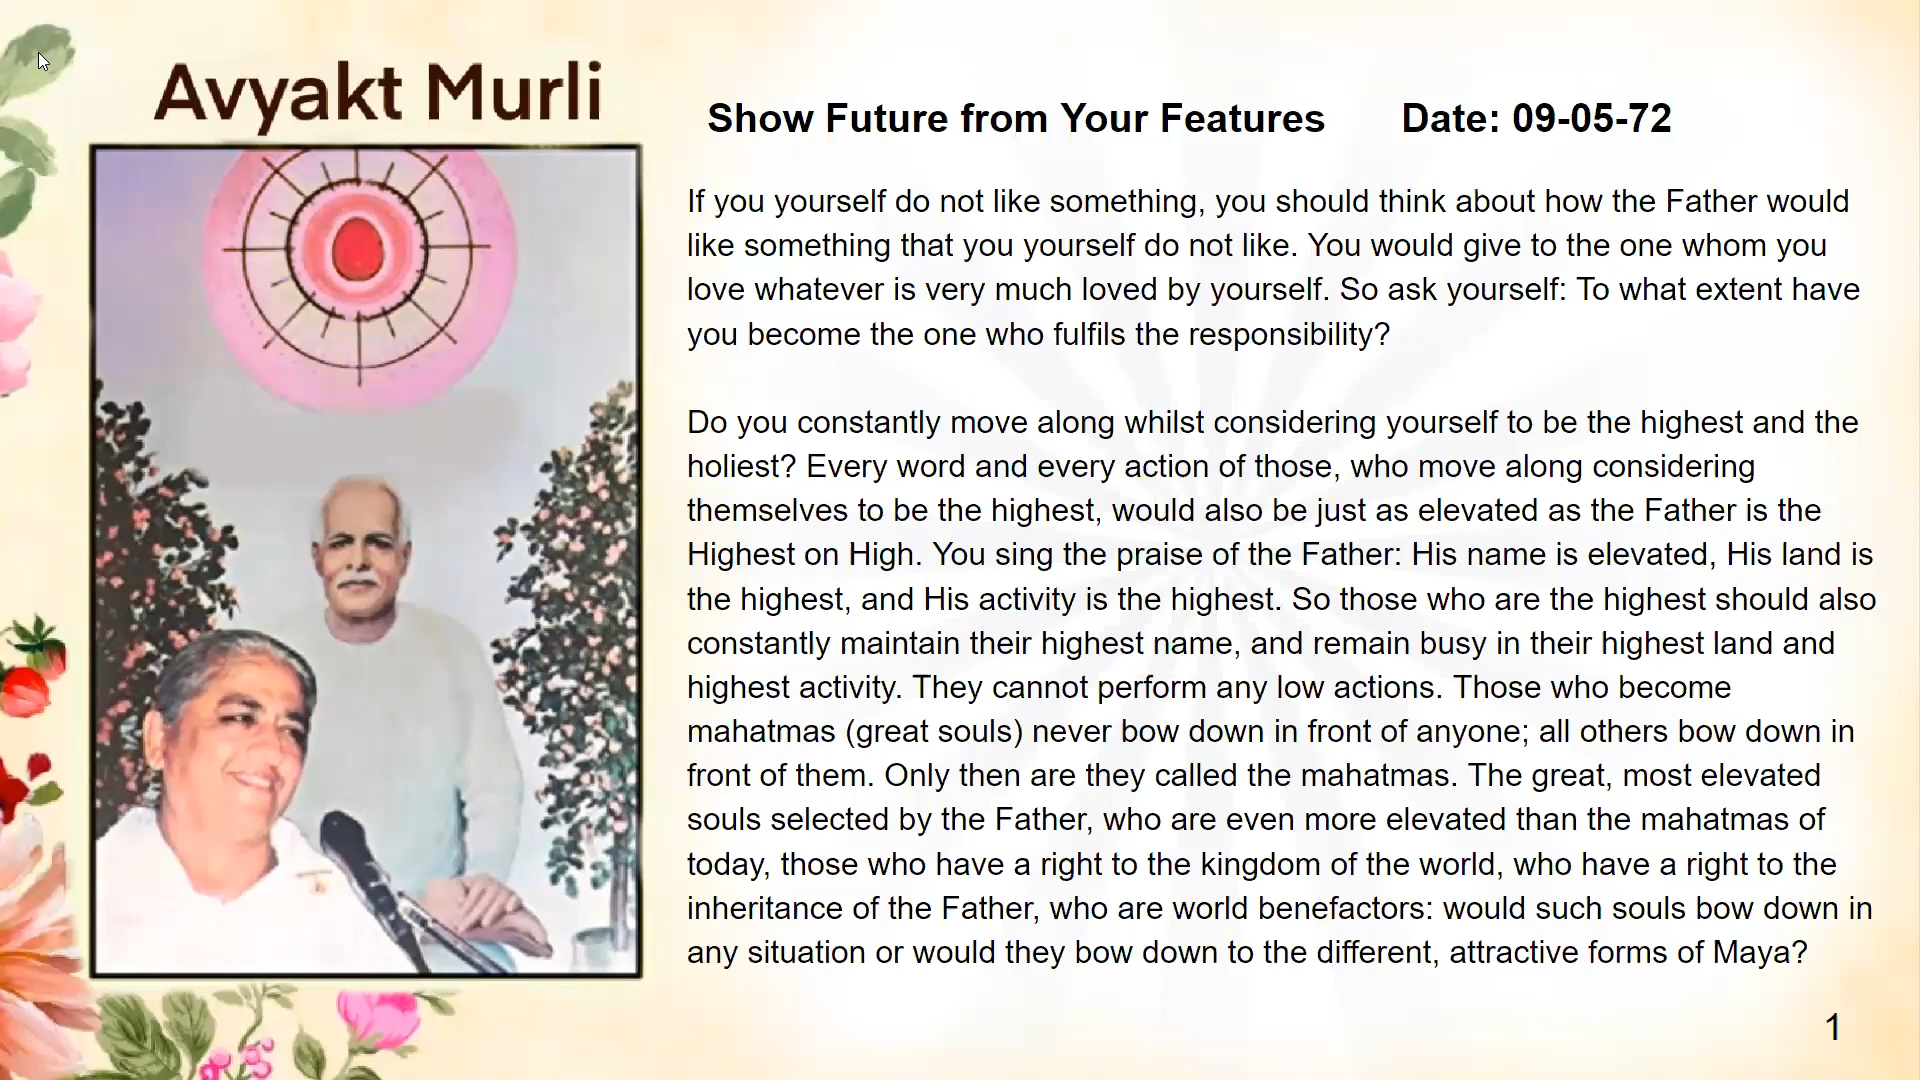 Avyakt Murli
Show Future from Your Features Date: 09-05-72
If you yourself do not like something, you should think about how the Father would
like something that you yourself do not like. You would give to the one whom you
love whatever is very much loved by yourself. So ask yourself: To what extent have
you become the one who fulfils the responsibility?
Do you constantly move along whilst considering yourself to be the highest and the
holiest? Every word and every action of those, who move along considering
themselves to be the highest, would also be just as elevated as the Father is the
Highest on High. You sing the praise of the Father: His name is elevated, His land is
the highest, and His activity is the highest. So those who are the highest should also
constantly maintain their highest name, and remain busy in their highest land and
highest activity. They cannot perform any low actions. Those who become
mahatmas (great souls) never bow down in front of anyone; all others bow down in
front of them. Only then are they called the mahatmas. The great, most elevated
souls selected by the Father, who are even more elevated than the mahatmas of
today, those who have a right to the kingdom of the world, who have a right to the
inheritance of the Father, who are world benefactors: would such souls bow down in
any situation or would they bow down to the different, attractive forms of Maya?
1